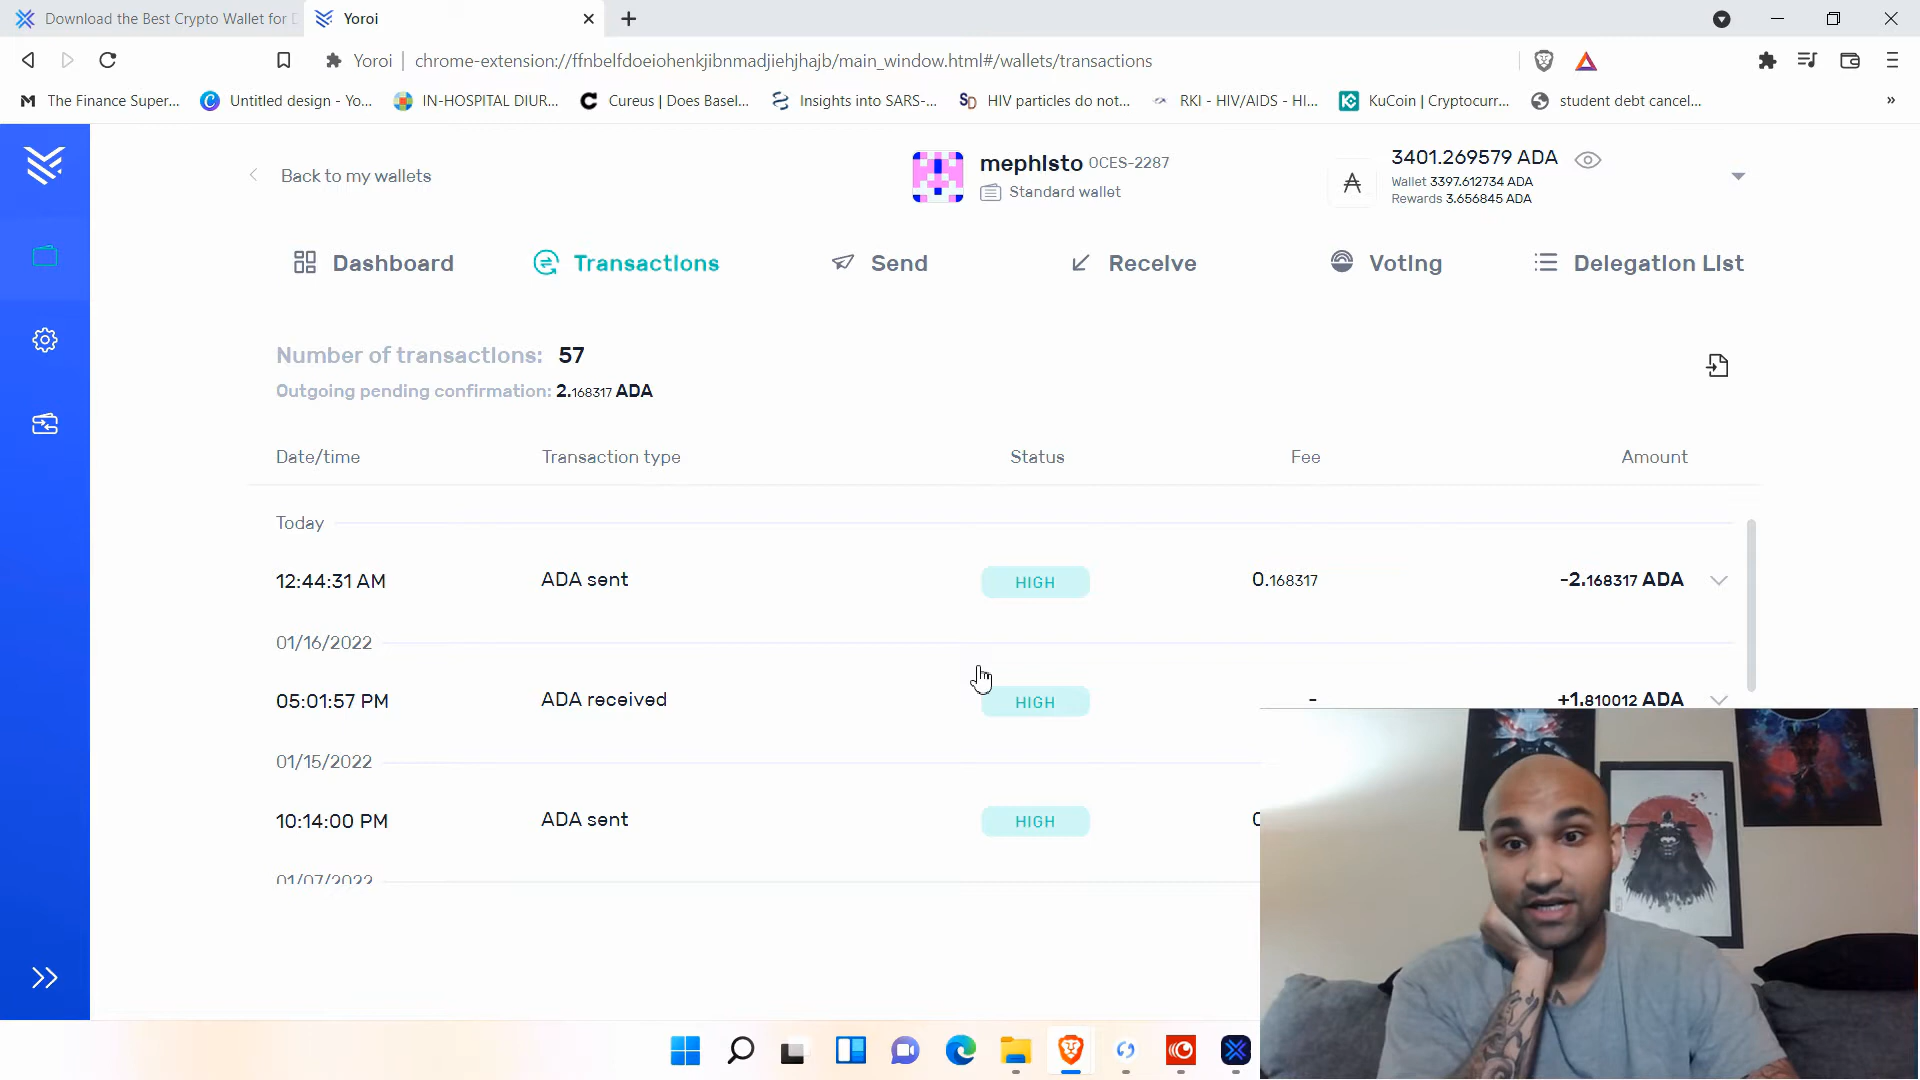 Download the Best Crypto Wallet for D
Yoroi
Yoroi | chrome-extension://ffnbelfdoeiohenkjibnmadjiehjhajb/main_window.html#/wallets/transactions
The Finance Super... Untitled design - Yo... IN-HOSPITAL DIUR... Cureus | Does Basel... Insights into SARS-... HIV particles do not... RKI - HIV/AIDS - HI... KuCoin | Cryptocurr... student debt cancel... »
Back to my wallets
mephisto 0CES-2287
Standard wallet
3401.269579 ADA
Wallet 3397.612734 ADA
Rewards 3.656845 ADA
Dashboard Transactions Send Receive Voting Delegation List
Number of transactions: 57
Outgoing pending confirmation: 2.168317 ADA
Date/time Transaction type Status Fee Amount
Today
12:44:31 AM ADA sent HIGH 0.168317 -2.168317 ADA
01/16/2022
05:01:57 PM ADA received HIGH - +1.810012 ADA
01/15/2022
10:14:00 PM ADA sent HIGH 0
01/07/2022